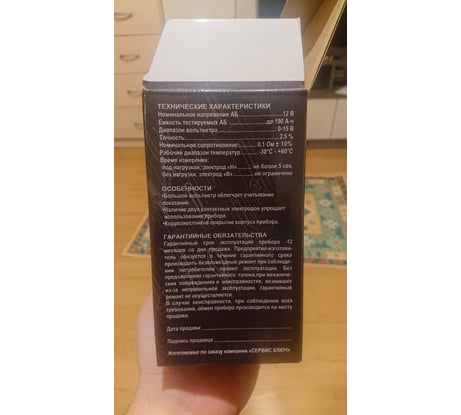 ТЕХНИЧЕСКИЕ ХАРАКТЕРИСТИКИ
Номинальное напряжение АБ 12 В
Емкость тестируемых АБ до 190 А-ч
Диапазон вольтметра 0-15 В
Точность 2,5 %
Номинальное сопротивление 0,1 Ом ± 10%
Рабочий диапазон температур -30°С - +60°С
Время измерения:
под нагрузкой, электрод «Н» не более 5 сек.
без нагрузки, электрод «В» не ограничено
ОСОБЕННОСТИ
•Большой вольтметр облегчает считывание
показаний.
•Наличие двух контактных электродов упрощает
использование прибора.
•Коррозностойкое покрытие корпуса прибора.
ГАРАНТИЙНЫЕ ОБЯЗАТЕЛЬСТВА
Гарантийный срок эксплуатации прибора -12
месяцев со дня продажи. Предприятие-изготови-
тель обязуется в течение гарантийного срока
производить безвозмездный ремонт при соблюде-
нии потребителем правил эксплуатации. Без
предъявления гарантийного талона,при механичес-
ких повреждениях и неисправностях, возникших
из-за неправильной эксплуатации, гарантийный
ремонт не осуществляется.
В случае неисправности, при соблюдении всех
требований, обмен прибора производится по месту
продажи.
Дата продажи
Подпись продавца
Изготовлено по заказу компании «СЕРВИС КЛЮЧ»